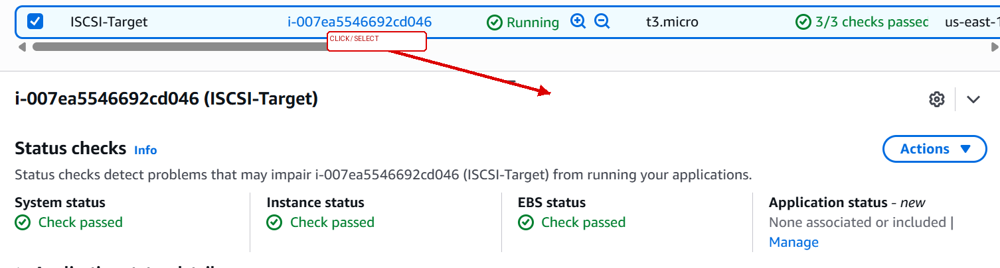 ISCSI-Target i-007ea5546692cd046 Running t3.micro 3/3 checks passed us-east-1
CLICK/SELECT
i-007ea5546692cd046 (ISCSI-Target)
Status checks Info Actions
Status checks detect problems that may impair i-007ea5546692cd046 (ISCSI-Target) from running your applications.
System status Instance status EBS status Application status - new
Check passed Check passed Check passed None associated or included |
Manage